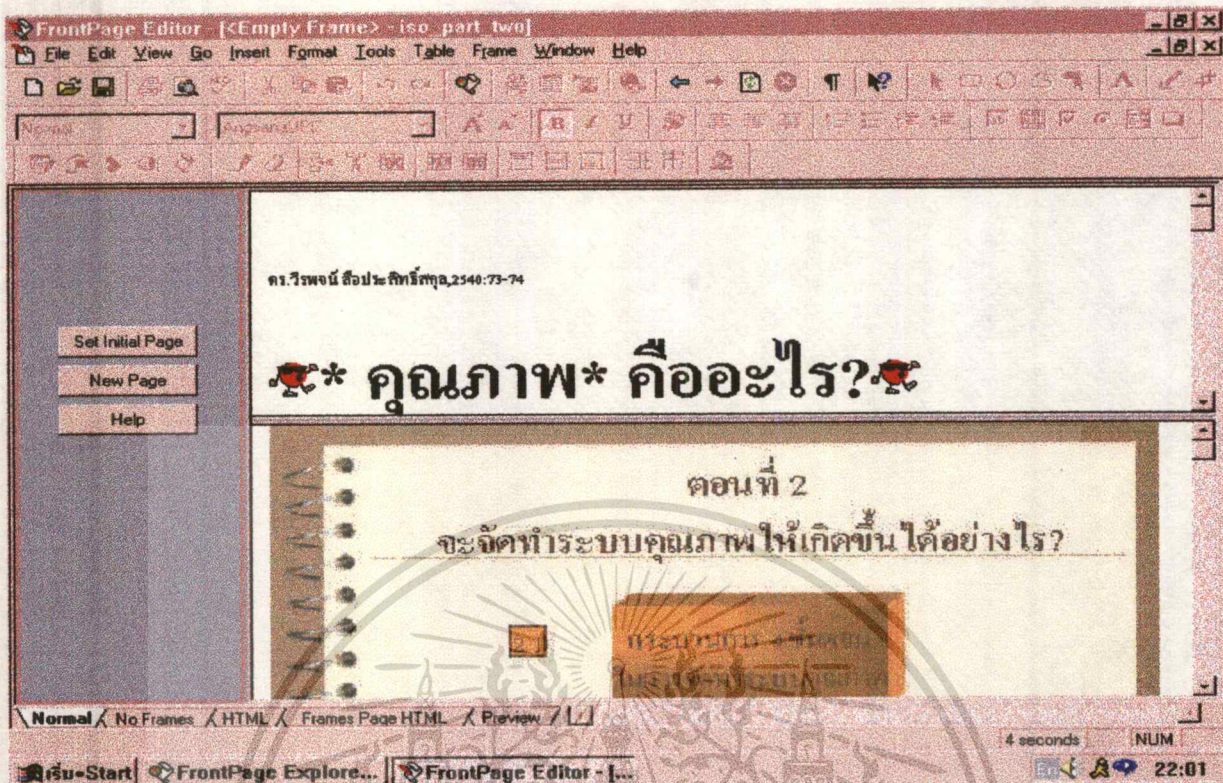 FrontPage Editor - [<Empty Frame> - iso_part_two]
File Edit View Go Insert Format Tools Table Frame Window Help
Normal AngsanaUPC
ดร.วีรพจน์ ลือประสิทธิ์สกุล,2540:73-74
Set Initial Page
New Page
Help
* คุณภาพ* คืออะไร?
ตอนที่ 2
จะจัดทำระบบคุณภาพให้เกิดขึ้นได้อย่างไร?
Normal No Frames HTML Frames Page HTML Preview
4 seconds NUM
เริ่ม-Start FrontPage Explore... FrontPage Editor - [...
En 22:01